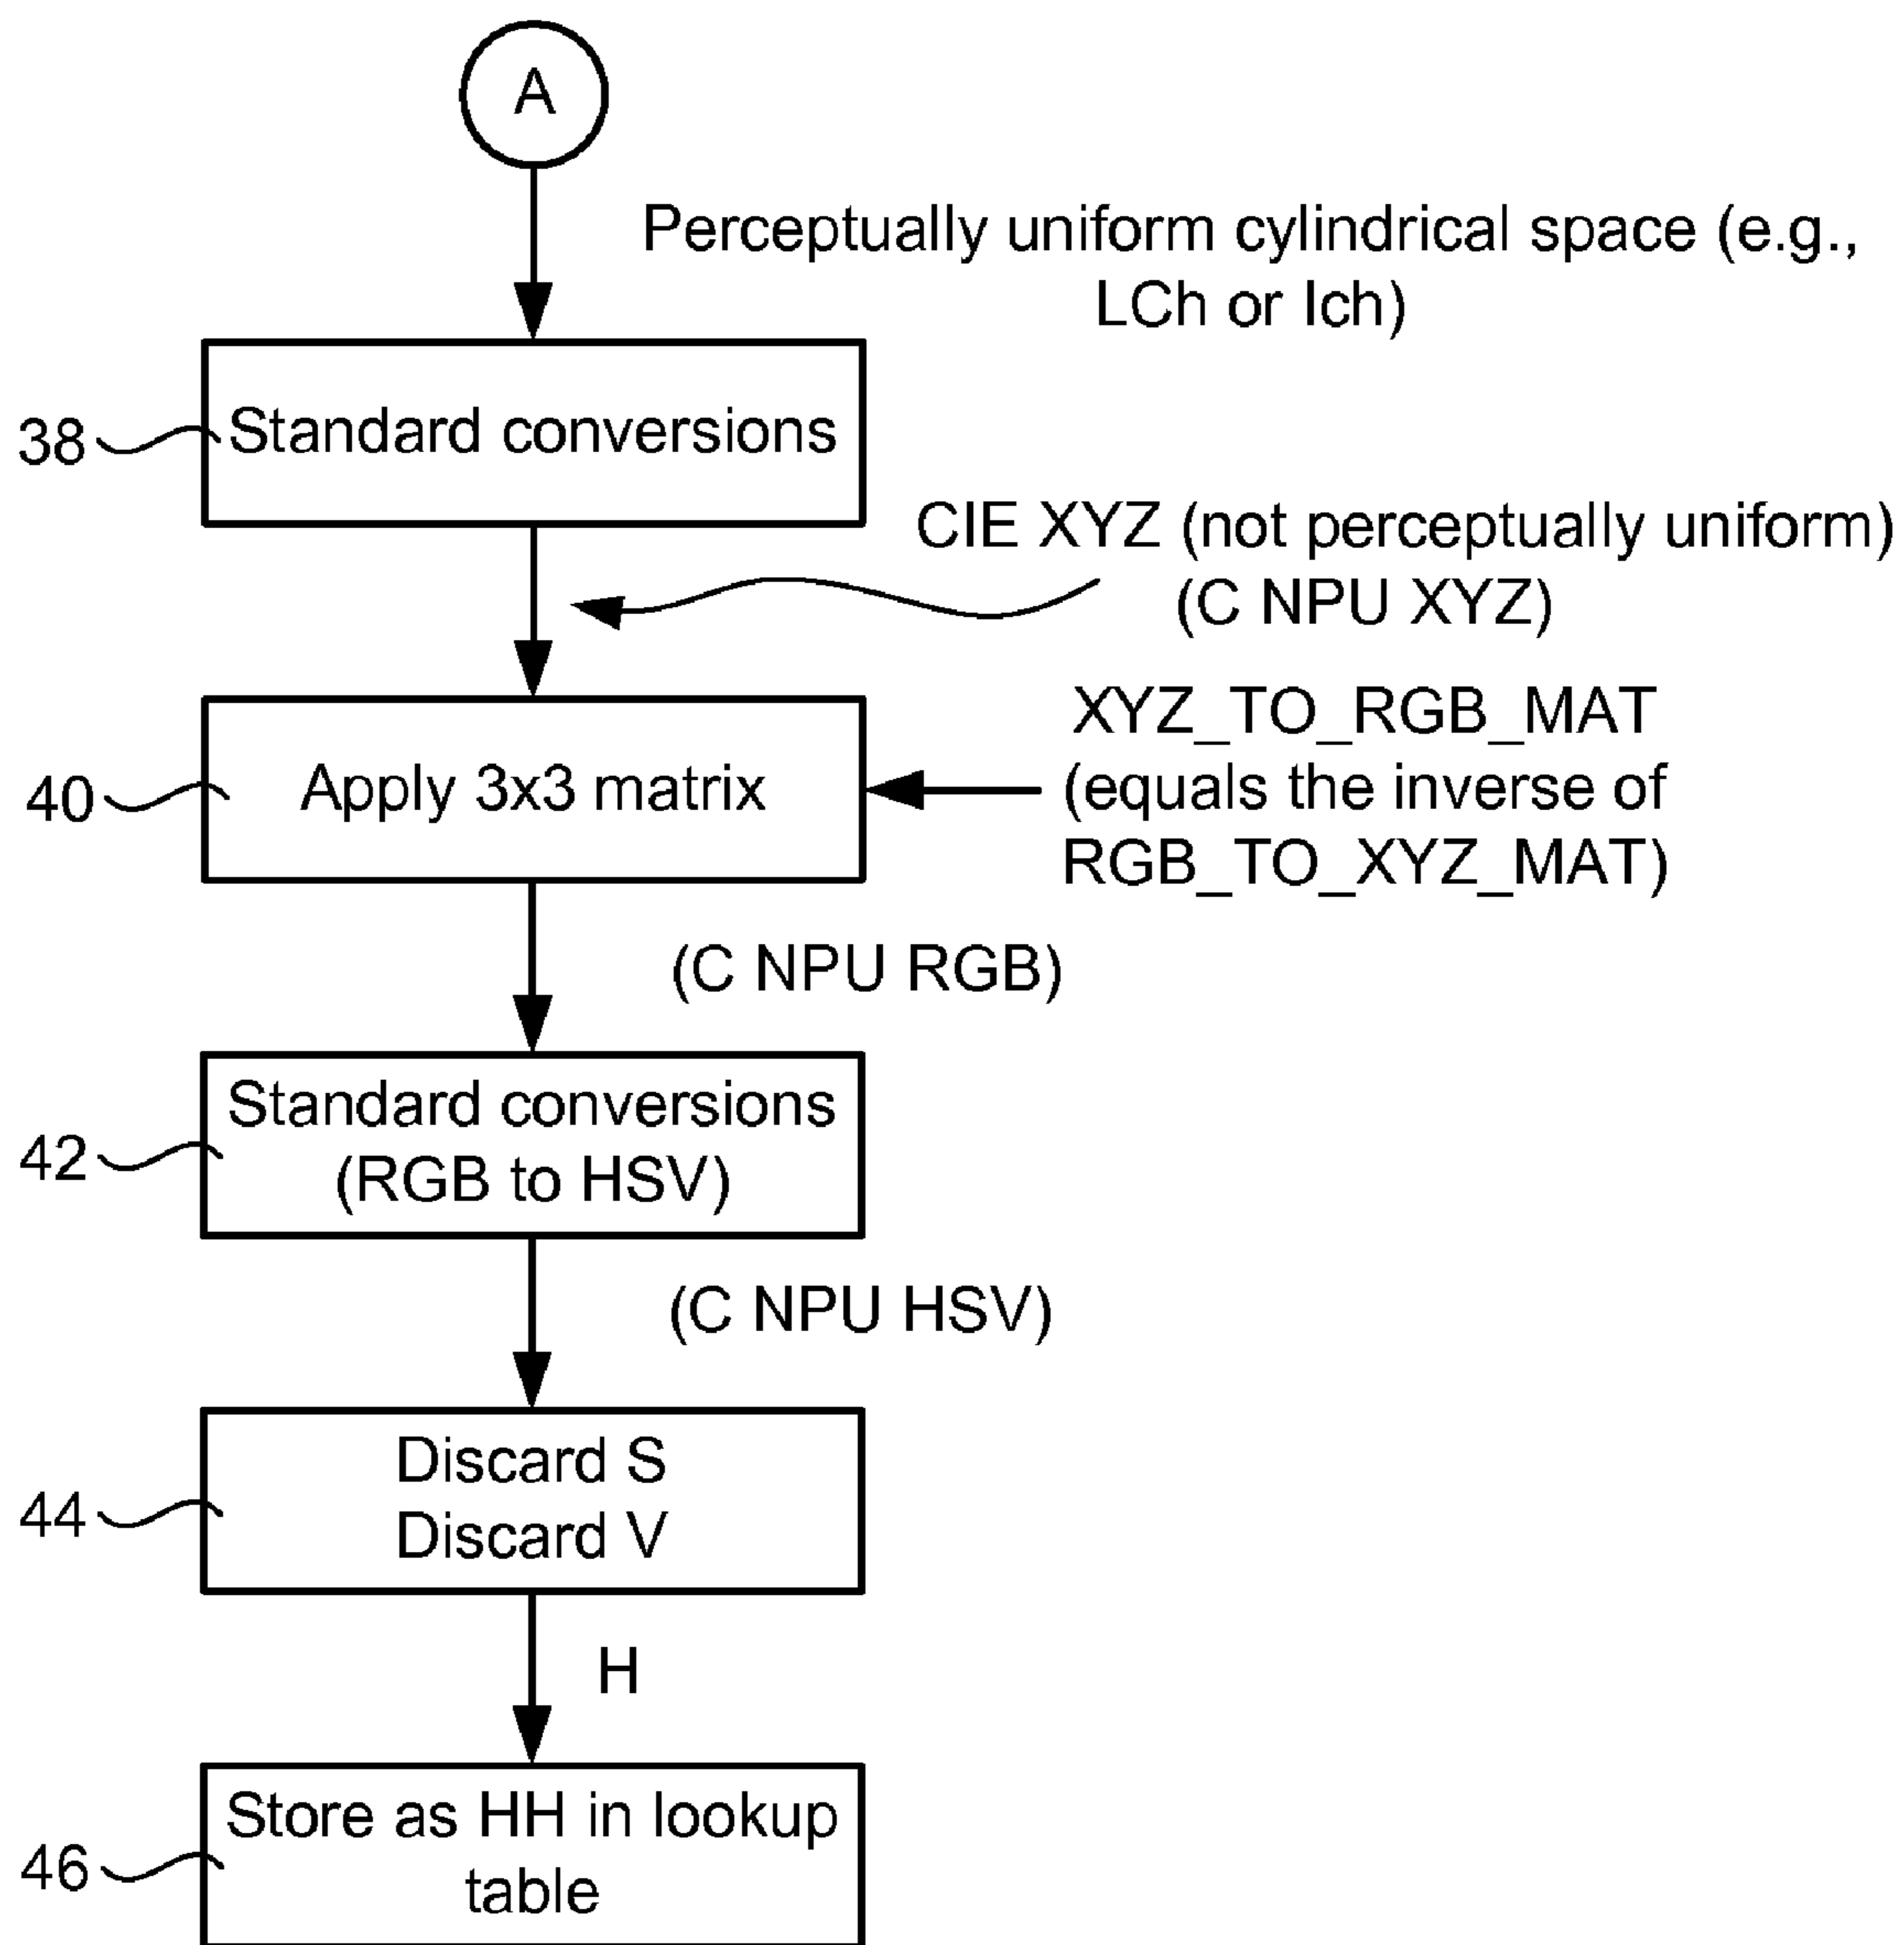 A
Perceptually uniform cylindrical space (e.g.,
LCh or Ich)
38
Standard conversions
CIE XYZ (not perceptually uniform)
(C NPU XYZ)
40
Apply 3x3 matrix
XYZ_TO_RGB_MAT
(equals the inverse of
RGB_TO_XYZ_MAT)
(C NPU RGB)
42
Standard conversions
(RGB to HSV)
(C NPU HSV)
44
Discard S
Discard V
H
46
Store as HH in lookup
table